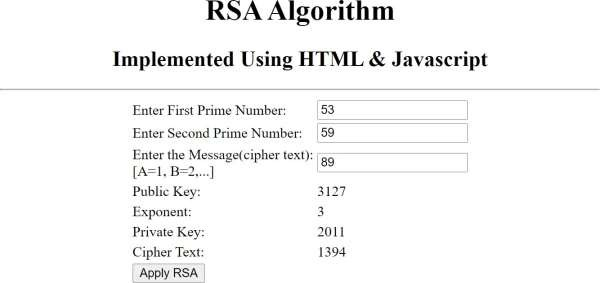 RSA Algorithm
Implemented Using HTML & Javascript
Enter First Prime Number: 53
Enter Second Prime Number: 59
Enter the Message(cipher text): 89
[A=1, B=2,...]
Public Key: 3127
Exponent: 3
Private Key: 2011
Cipher Text: 1394
Apply RSA